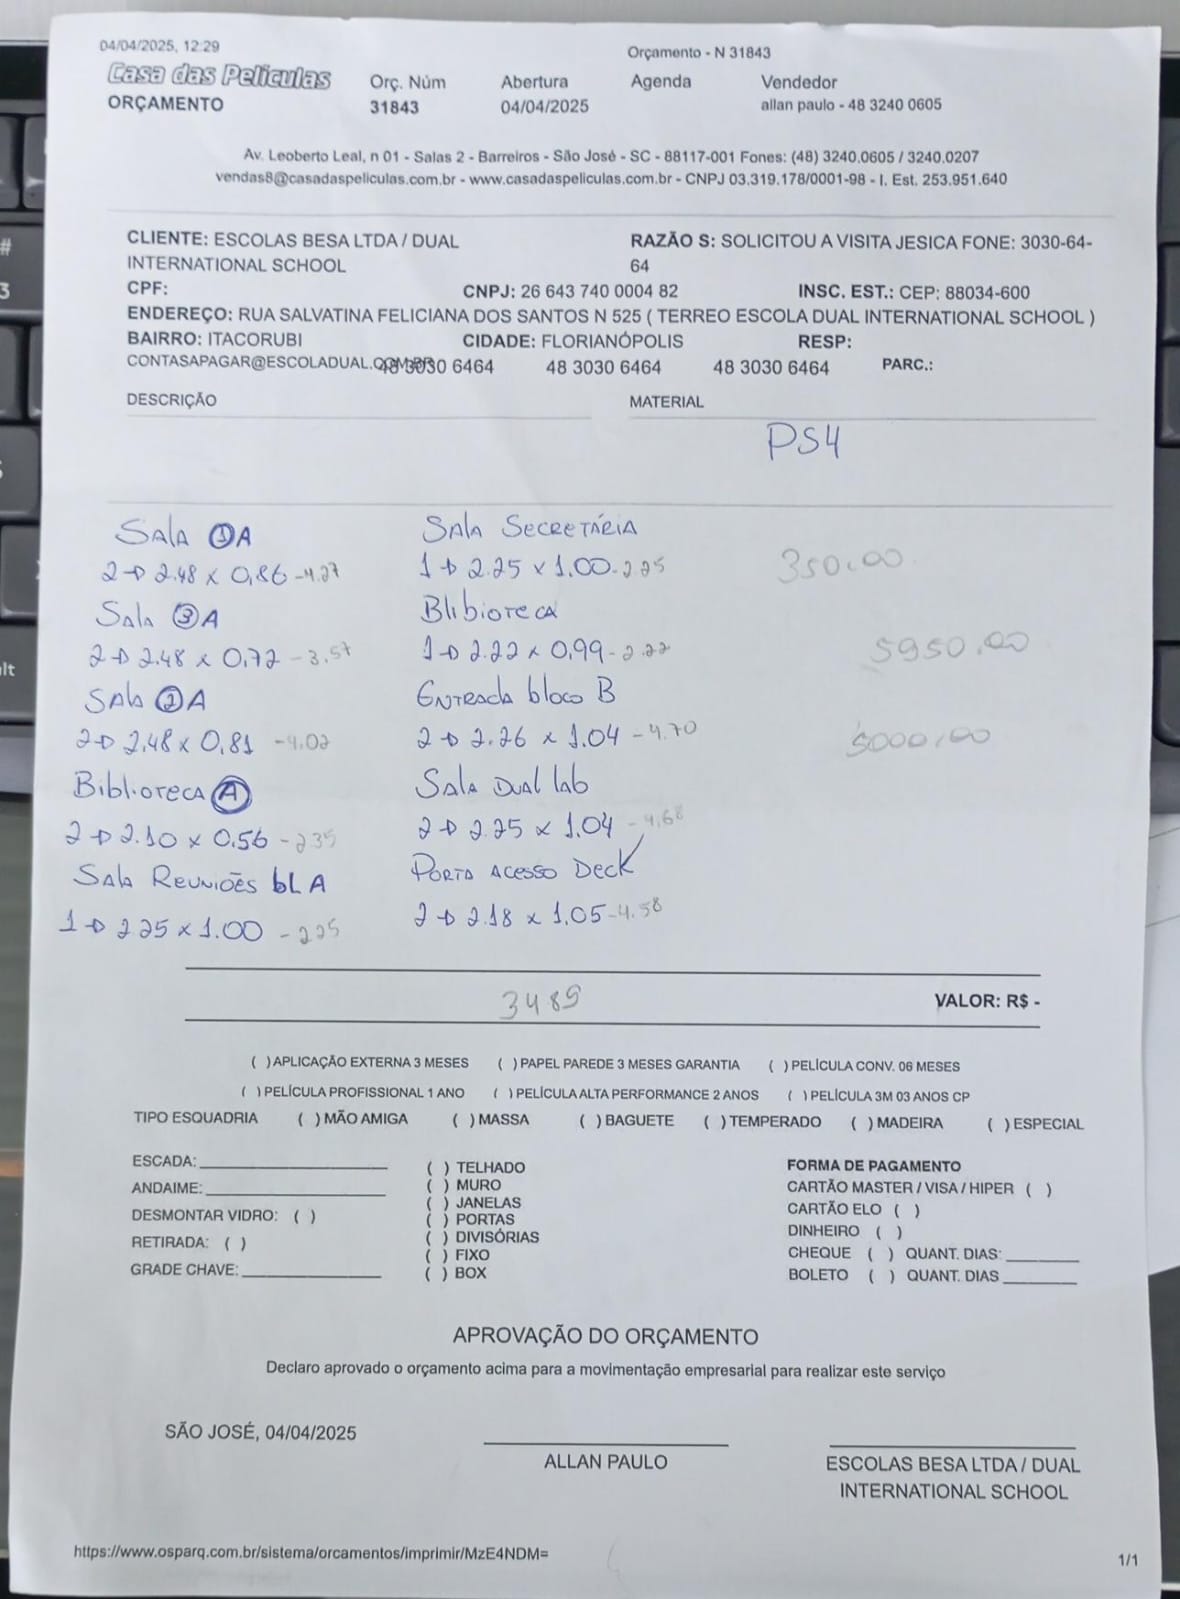 04/04/2025, 12:29
Orçamento - N 31843
Casa das Películas
ORÇAMENTO
Orç. Núm
31843
Abertura
04/04/2025
Agenda
Vendedor
allan paulo - 48 3240 0605
Av. Leoberto Leal, n 01 - Salas 2 - Barreiros - São José - SC - 88117-001 Fones: (48) 3240.0605 / 3240.0207
vendas8@casadaspeliculas.com.br - www.casadaspeliculas.com.br - CNPJ 03.319.178/0001-98 - I. Est. 253.951.640
CLIENTE: ESCOLAS BESA LTDA / DUAL
INTERNATIONAL SCHOOL
RAZÃO S: SOLICITOU A VISITA JESICA FONE: 3030-64-
64
CPF:
CNPJ: 26 643 740 0004 82
INSC. EST.: CEP: 88034-600
ENDEREÇO: RUA SALVATINA FELICIANA DOS SANTOS N 525 ( TERREO ESCOLA DUAL INTERNATIONAL SCHOOL )
BAIRRO: ITACORUBI
CIDADE: FLORIANÓPOLIS
RESP:
CONTASAPAGAR@ESCOLADUAL.COM.BR
48 3030 6464
48 3030 6464
48 3030 6464
PARC.:
DESCRIÇÃO
MATERIAL
PS4
Sala 1A
2 → 2.48 x 0,86 - 4.27
Sala 3A
2 → 2.48 x 0,72 - 3.57
Sala 2A
2 → 2.48 x 0,81 - 4.02
Biblioteca A
2 → 2.10 x 0,56 - 235
Sala Reuniões bL A
1 → 2 25 x 1.00 - 225
Sala Secretária
1 → 2.25 x 1.00 - 2.25
Blibioteca
1 → 2.22 x 0,99 - 2.22
Entrada bloco B
2 → 2.26 x 1.04 - 4.70
Sala Dual lab
2 → 2.25 x 1.04 - 4,68
Porta Acesso Deck
2 → 2.18 x 1.05 - 4.58
350.00
5950.00
5000,00
3489
VALOR: R$ -
( )APLICAÇÃO EXTERNA 3 MESES ( )PAPEL PAREDE 3 MESES GARANTIA ( )PELÍCULA CONV. 06 MESES
( )PELÍCULA PROFISSIONAL 1 ANO ( )PELÍCULA ALTA PERFORMANCE 2 ANOS ( )PELÍCULA 3M 03 ANOS CP
TIPO ESQUADRIA ( )MÃO AMIGA ( )MASSA ( )BAGUETE ( )TEMPERADO ( )MADEIRA ( )ESPECIAL
ESCADA:
ANDAIME:
DESMONTAR VIDRO: ( )
RETIRADA: ( )
GRADE CHAVE:
( ) TELHADO
( ) MURO
( ) JANELAS
( ) PORTAS
( ) DIVISÓRIAS
( ) FIXO
( ) BOX
FORMA DE PAGAMENTO
CARTÃO MASTER / VISA / HIPER ( )
CARTÃO ELO ( )
DINHEIRO ( )
CHEQUE ( ) QUANT. DIAS:
BOLETO ( ) QUANT. DIAS
APROVAÇÃO DO ORÇAMENTO
Declaro aprovado o orçamento acima para a movimentação empresarial para realizar este serviço
SÃO JOSÉ, 04/04/2025
ALLAN PAULO
ESCOLAS BESA LTDA / DUAL
INTERNATIONAL SCHOOL
https://www.osparq.com.br/sistema/orcamentos/imprimir/MzE4NDM=
1/1
#
3
lt